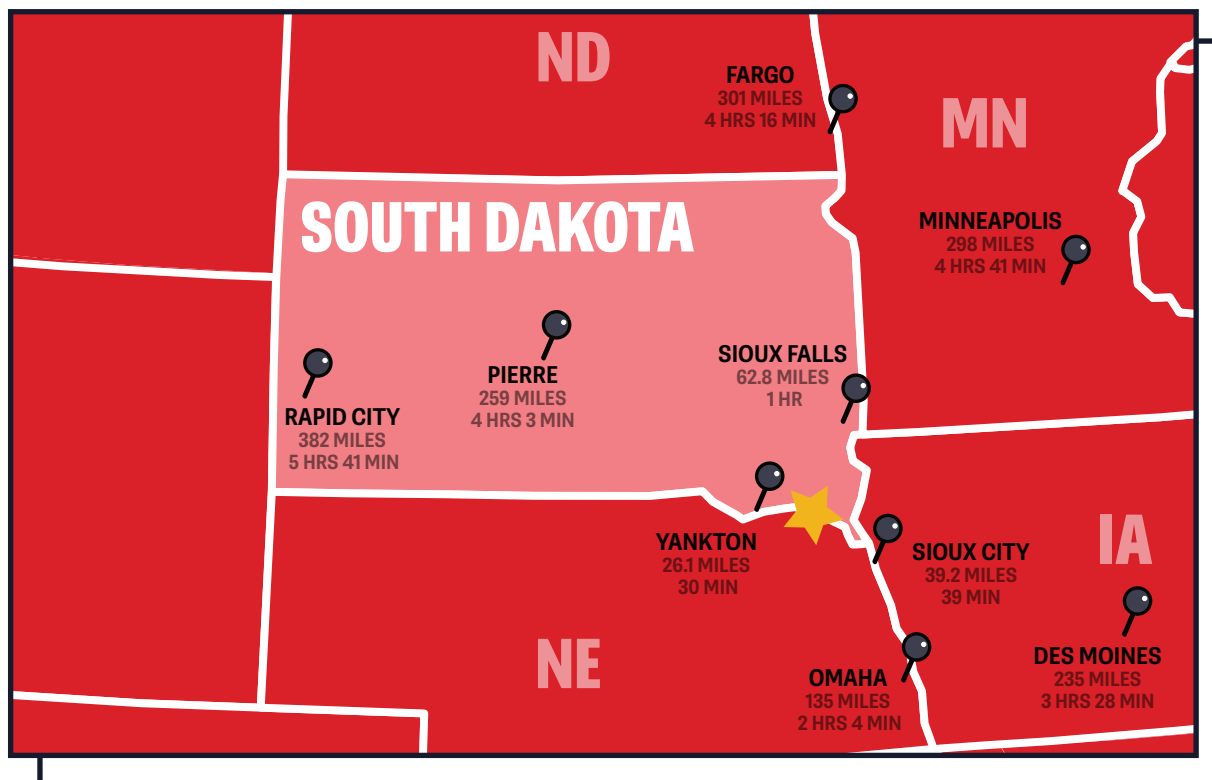 ND
FARGO
301 MILES
4 HRS 16 MIN
MN
SOUTH DAKOTA
MINNEAPOLIS
298 MILES
4 HRS 41 MIN
PIERRE
259 MILES
4 HRS 3 MIN
SIOUX FALLS
62.8 MILES
1 HR
RAPID CITY
382 MILES
5 HRS 41 MIN
YANKTON
26.1 MILES
30 MIN
SIOUX CITY
39.2 MILES
39 MIN
IA
NE
OMAHA
135 MILES
2 HRS 4 MIN
DES MOINES
235 MILES
3 HRS 28 MIN